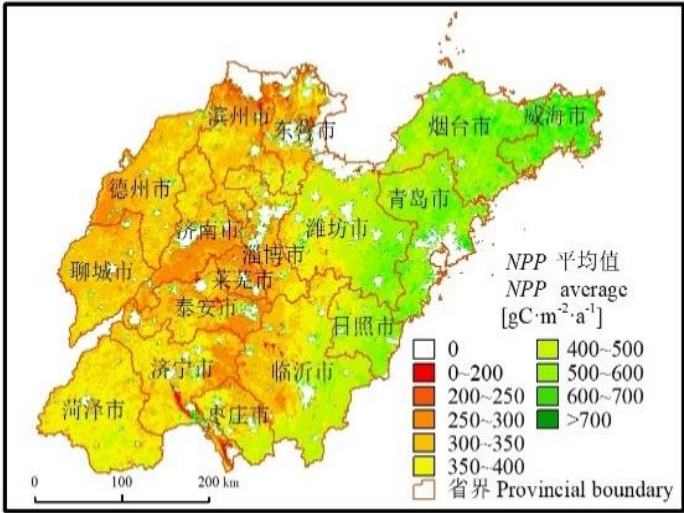 滨州市
东营市
烟台市
威海市
德州市
青岛市
济南市
潍坊市
淄博市
聊城市
莱芜市
泰安市
日照市
济宁市
临沂市
菏泽市
枣庄市
NPP 平均值
NPP average
[gC·m⁻²·a⁻¹]
0
0~200
200~250
250~300
300~350
350~400
400~500
500~600
600~700
>700
省界 Provincial boundary
0 100 200 km